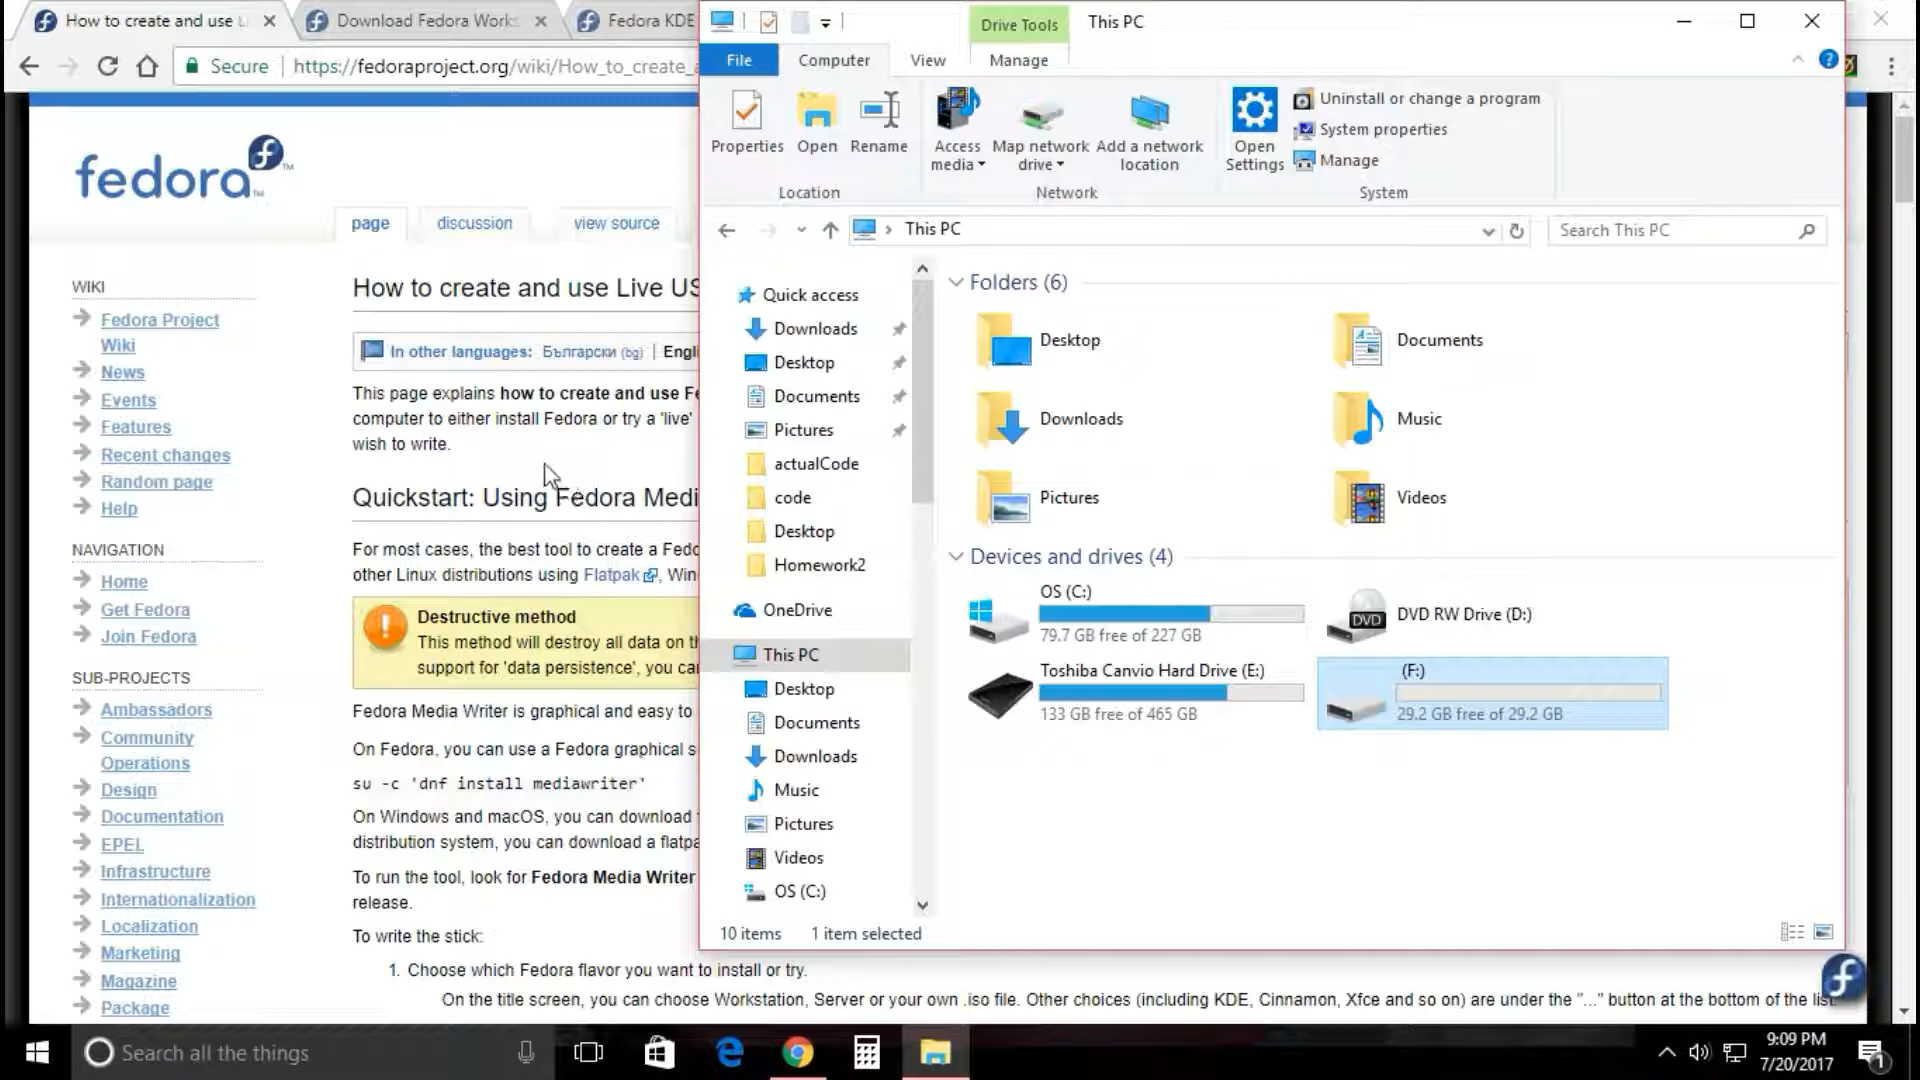 How to create and use L
Download Fedora Works
Fedora KDE
Secure
https://fedoraproject.org/wiki/How_to_create_a
fedora
TM
page
discussion
view source
WIKI
Fedora Project
Wiki
News
Events
Features
Recent changes
Random page
Help
NAVIGATION
Home
Get Fedora
Join Fedora
SUB-PROJECTS
Ambassadors
Community
Operations
Design
Documentation
EPEL
Infrastructure
Internationalization
Localization
Marketing
Magazine
Package
How to create and use Live US
In other languages: Български (bg) | Engli
This page explains how to create and use Fe
computer to either install Fedora or try a 'live'
wish to write.
Quickstart: Using Fedora Medi
For most cases, the best tool to create a Fedo
other Linux distributions using Flatpak, Win
Destructive method
This method will destroy all data on th
support for 'data persistence', you ca
Fedora Media Writer is graphical and easy to
On Fedora, you can use a Fedora graphical s
su -c 'dnf install mediawriter'
On Windows and macOS, you can download
distribution system, you can download a flatpa
To run the tool, look for Fedora Media Writer
release.
To write the stick:
1. Choose which Fedora flavor you want to install or try.
On the title screen, you can choose Workstation, Server or your own .iso file. Other choices (including KDE, Cinnamon, Xfce and so on) are under the "..." button at the bottom of the list.
Drive Tools
This PC
File
Computer
View
Manage
Properties
Open
Rename
Location
Access
media
Map network
drive
Add a network
location
Network
Open
Settings
Uninstall or change a program
System properties
Manage
System
This PC
Search This PC
Quick access
Downloads
Desktop
Documents
Pictures
actualCode
code
Desktop
Homework2
OneDrive
This PC
Desktop
Documents
Downloads
Music
Pictures
Videos
OS (C:)
Folders (6)
Desktop
Documents
Downloads
Music
Pictures
Videos
Devices and drives (4)
OS (C:)
79.7 GB free of 227 GB
DVD
DVD RW Drive (D:)
Toshiba Canvio Hard Drive (E:)
133 GB free of 465 GB
(F:)
29.2 GB free of 29.2 GB
10 items
1 item selected
Search all the things
9:09 PM
7/20/2017
1